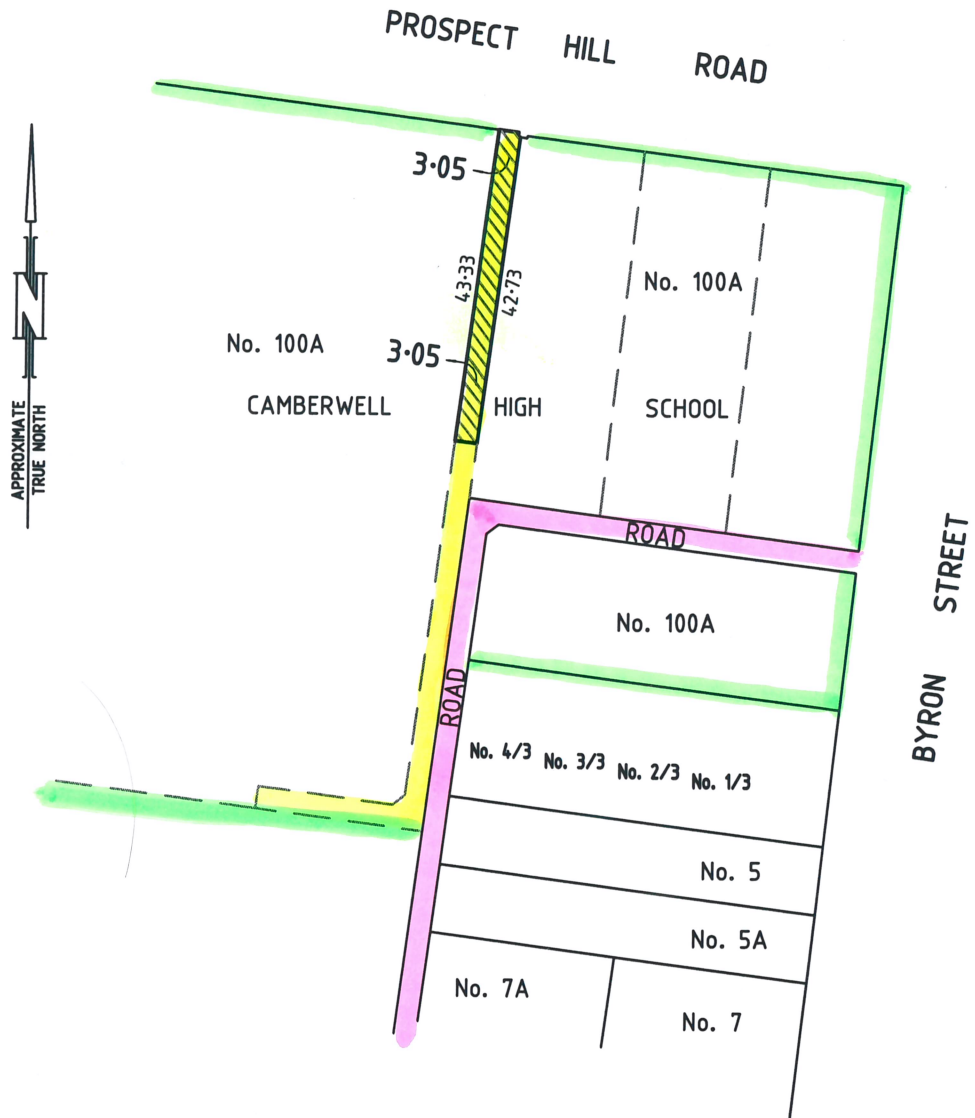 PROSPECT HILL ROAD
3·05
43·33
42·73
No. 100A
No. 100A
3·05
CAMBERWELL HIGH SCHOOL
N
APPROXIMATE
TRUE NORTH
ROAD
No. 100A
BYRON STREET
ROAD
No. 4/3 No. 3/3 No. 2/3 No. 1/3
No. 5
No. 5A
No. 7A
No. 7